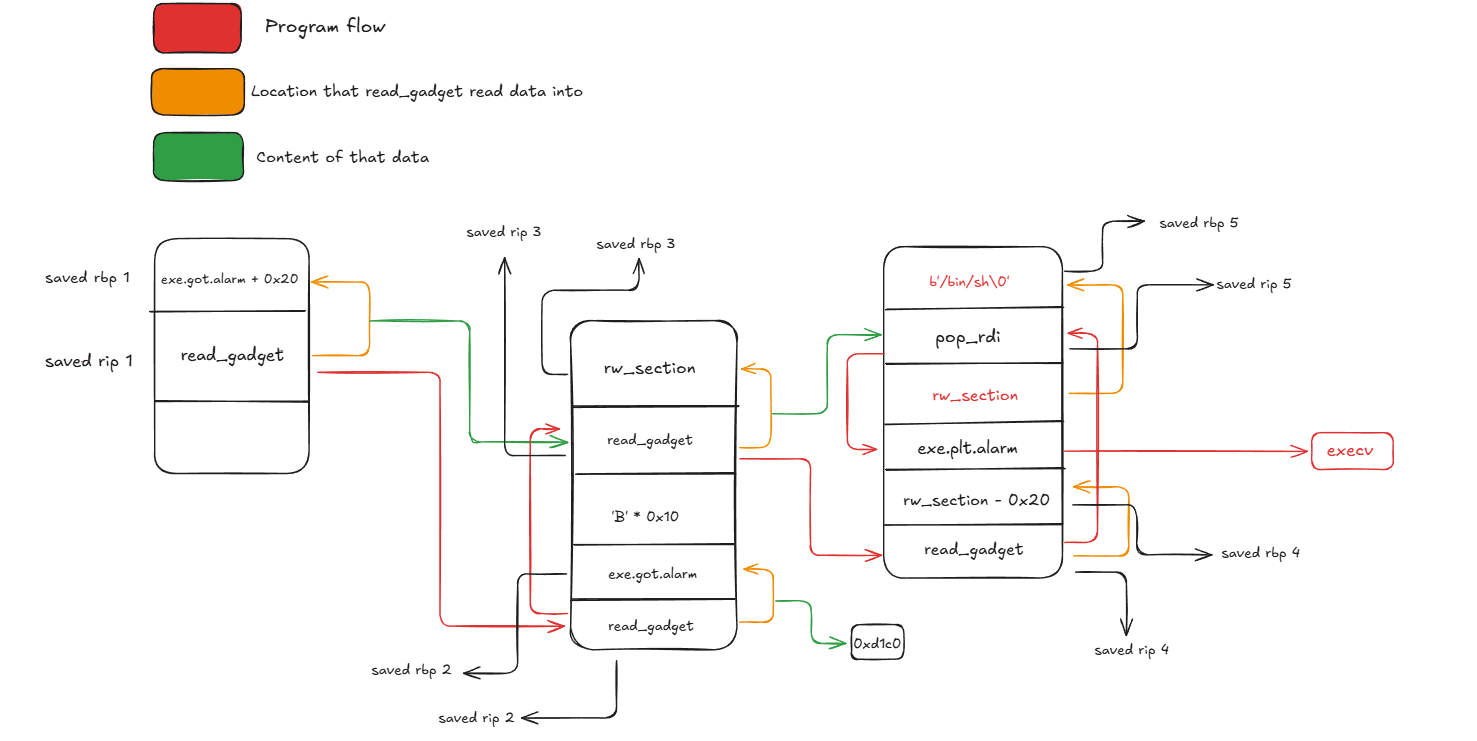 Program flow
Location that read_gadget read data into
Content of that data
saved rbp 1
exe.got.alarm + 0x20
saved rip 1
read_gadget
saved rip 3
saved rbp 3
rw_section
read_gadget
'B' * 0x10
exe.got.alarm
read_gadget
saved rbp 2
saved rip 2
0xd1c0
saved rbp 5
b'/bin/sh\0'
saved rip 5
pop_rdi
rw_section
exe.plt.alarm
execv
rw_section - 0x20
read_gadget
saved rbp 4
saved rip 4